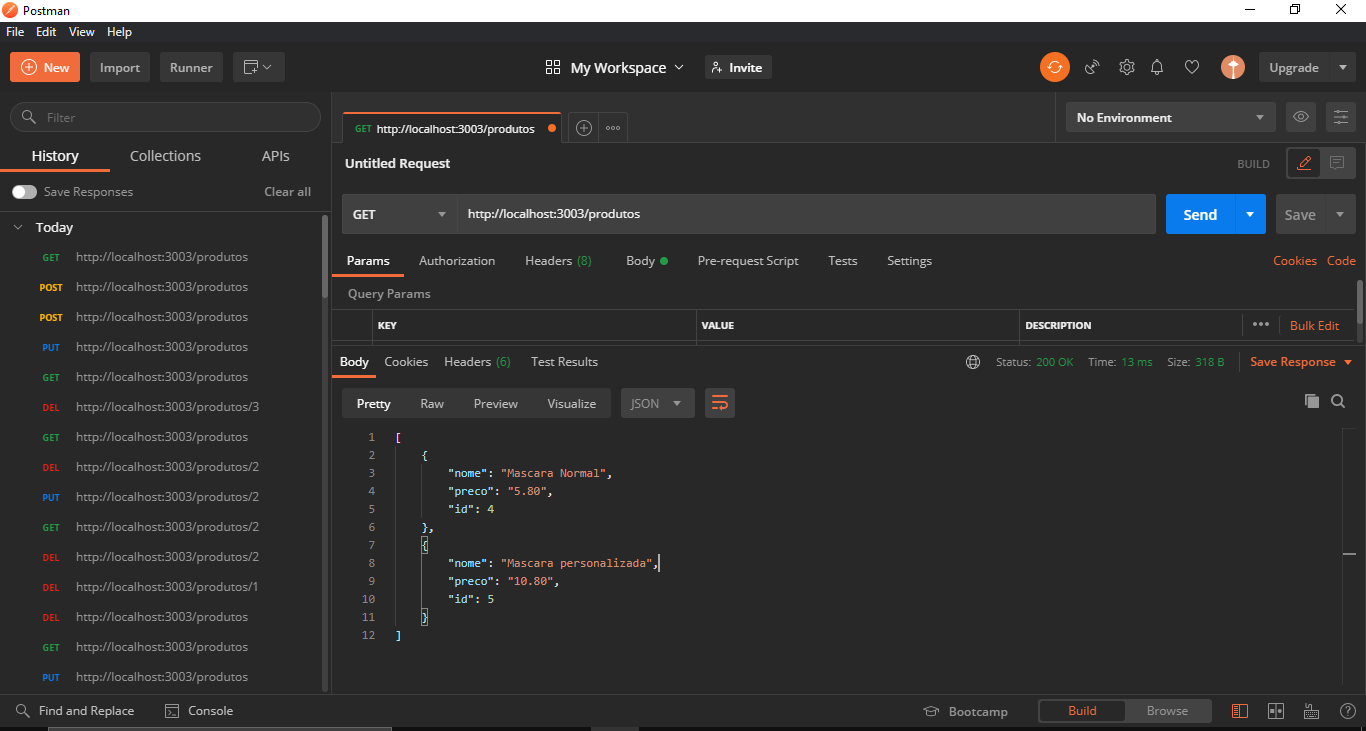 Postman
File Edit View Help
New Import Runner My Workspace Invite Upgrade
Filter
History Collections APIs
Save Responses Clear all
Today
GET http://localhost:3003/produtos
POST http://localhost:3003/produtos
POST http://localhost:3003/produtos
PUT http://localhost:3003/produtos
GET http://localhost:3003/produtos
DEL http://localhost:3003/produtos/3
GET http://localhost:3003/produtos
DEL http://localhost:3003/produtos/2
PUT http://localhost:3003/produtos/2
GET http://localhost:3003/produtos/2
DEL http://localhost:3003/produtos/2
DEL http://localhost:3003/produtos/1
DEL http://localhost:3003/produtos
GET http://localhost:3003/produtos
PUT http://localhost:3003/produtos
GET http://localhost:3003/produtos
No Environment
Untitled Request BUILD
GET http://localhost:3003/produtos Send Save
Params Authorization Headers (8) Body Pre-request Script Tests Settings Cookies Code
Query Params
KEY VALUE DESCRIPTION Bulk Edit
Body Cookies Headers (6) Test Results Status: 200 OK Time: 13 ms Size: 318 B Save Response
Pretty Raw Preview Visualize JSON
1 [
2 {
3 "nome": "Mascara Normal",
4 "preco": "5.80",
5 "id": 4
6 },
7 {
8 "nome": "Mascara personalizada",
9 "preco": "10.80",
10 "id": 5
11 }
12 ]
Find and Replace Console Bootcamp Build Browse